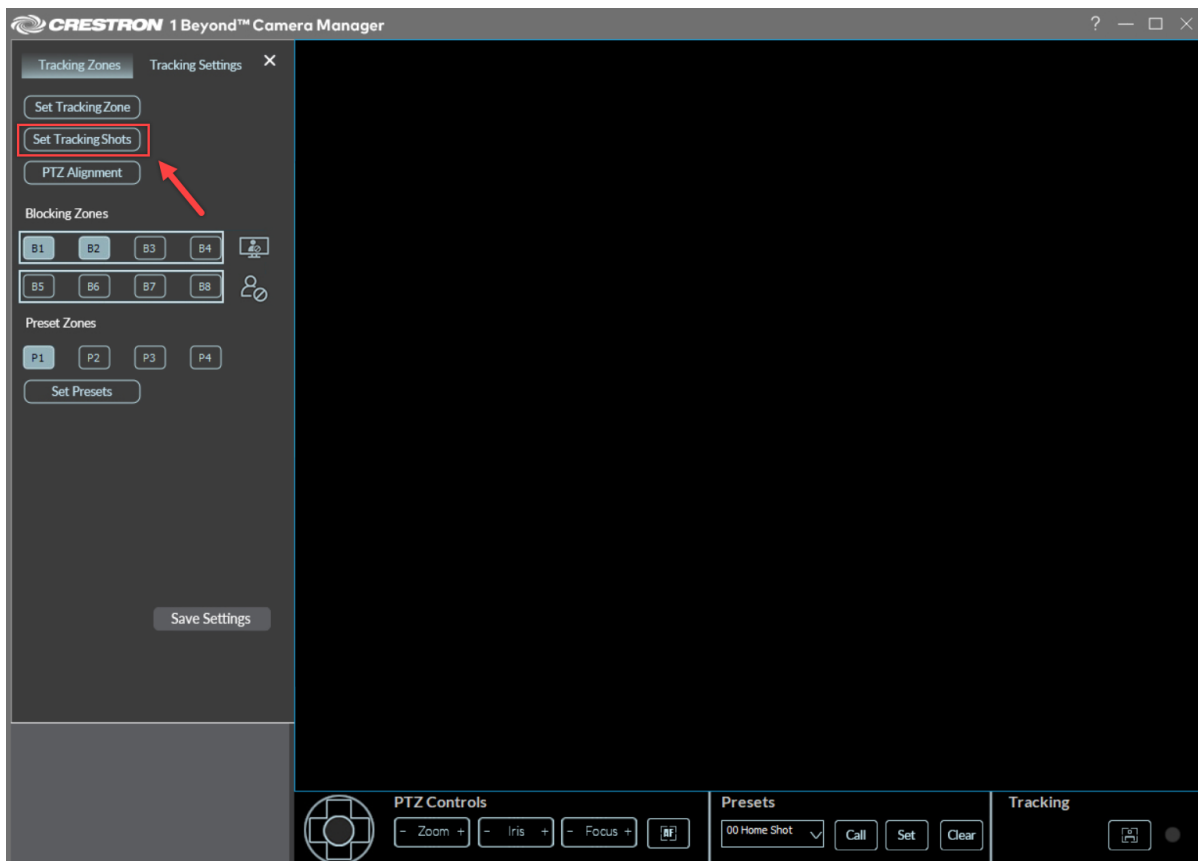 CRESTRON 1 Beyond™ Camera Manager ?
Tracking Zones Tracking Settings
Set Tracking Zone
Set Tracking Shots
PTZ Alignment
Blocking Zones
B1 B2 B3 B4
B5 B6 B7 B8
Preset Zones
P1 P2 P3 P4
Set Presets
Save Settings
PTZ Controls Presets Tracking
- Zoom + - Iris + - Focus + AF 00 Home Shot Call Set Clear